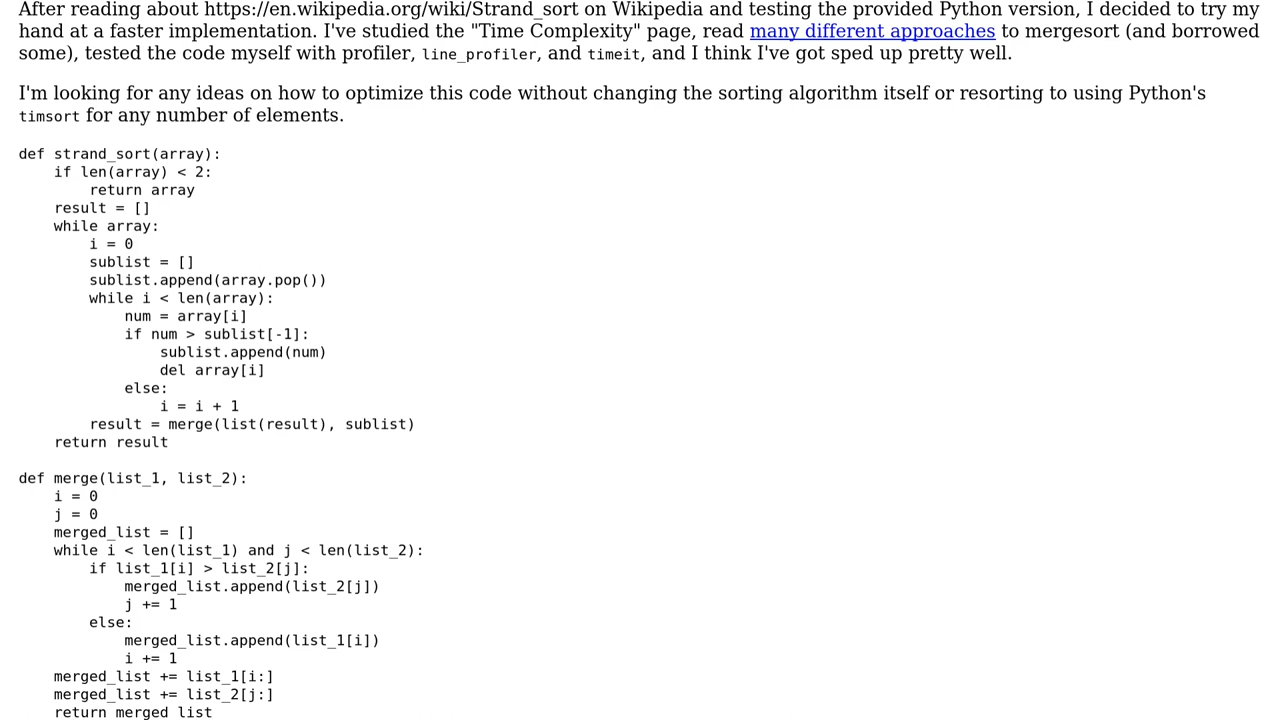 After reading about https://en.wikipedia.org/wiki/Strand_sort on Wikipedia and testing the provided Python version, I decided to try my
hand at a faster implementation. I've studied the "Time Complexity" page, read many different approaches to mergesort (and borrowed
some), tested the code myself with profiler, line_profiler, and timeit, and I think I've got sped up pretty well.
I'm looking for any ideas on how to optimize this code without changing the sorting algorithm itself or resorting to using Python's
timsort for any number of elements.
def strand_sort(array):
    if len(array) < 2:
        return array
    result = []
    while array:
        i = 0
        sublist = []
        sublist.append(array.pop())
        while i < len(array):
            num = array[i]
            if num > sublist[-1]:
                sublist.append(num)
                del array[i]
            else:
                i = i + 1
        result = merge(list(result), sublist)
    return result
def merge(list_1, list_2):
    i = 0
    j = 0
    merged_list = []
    while i < len(list_1) and j < len(list_2):
        if list_1[i] > list_2[j]:
            merged_list.append(list_2[j])
            j += 1
        else:
            merged_list.append(list_1[i])
            i += 1
    merged_list += list_1[i:]
    merged_list += list_2[j:]
    return merged list